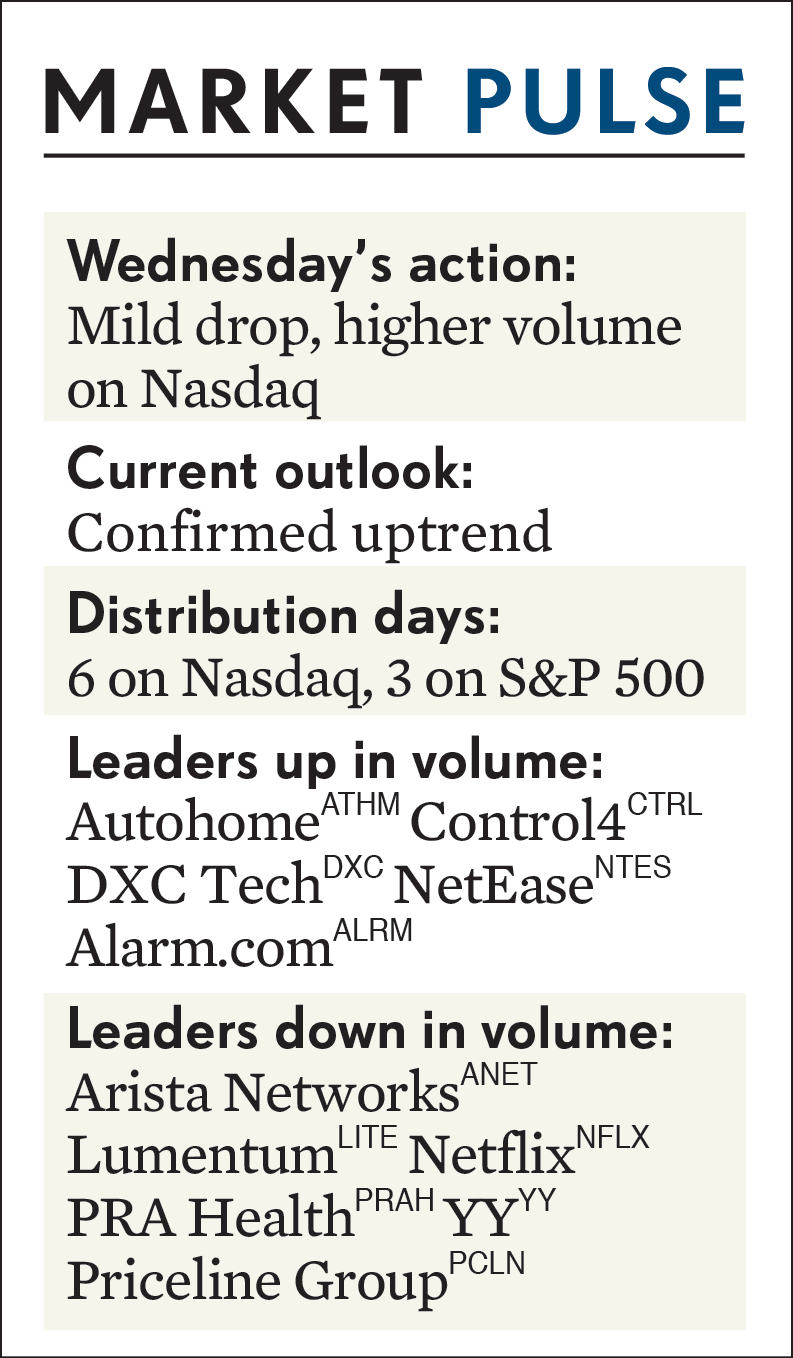 MARKET PULSE
Wednesday’s action:
Mild drop, higher volume
on Nasdaq
Current outlook:
Confirmed uptrend
Distribution days:
6 on Nasdaq, 3 on S&P 500
Leaders up in volume:
Autohome ATHM Control4 CTRL
DXC Tech DXC NetEase NTES
Alarm.com ALRM
Leaders down in volume:
Arista Networks ANET
Lumentum LITE Netflix NFLX
PRA Health PRAH YY YY
Priceline Group PCLN